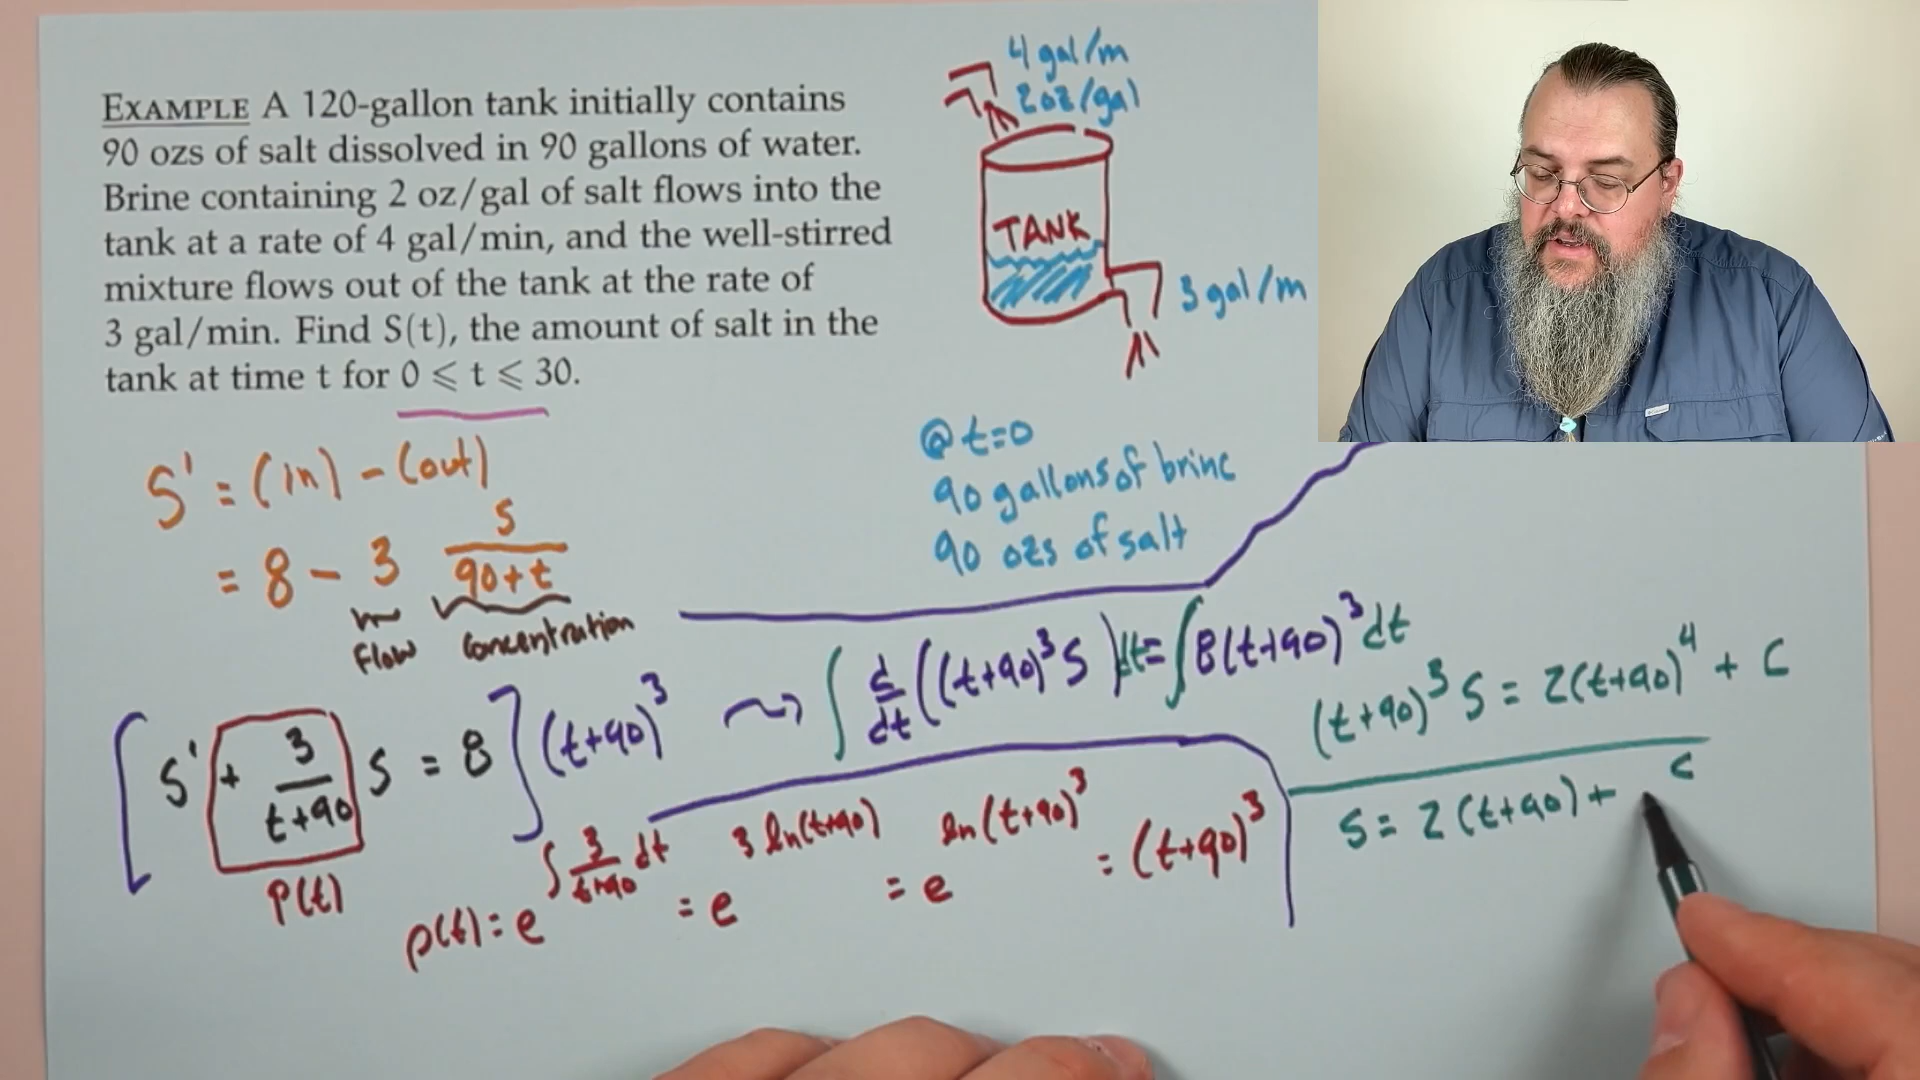 EXAMPLE A 120-gallon tank initially contains
90 ozs of salt dissolved in 90 gallons of water.
Brine containing 2 oz/gal of salt flows into the
tank at a rate of 4 gal/min, and the well-stirred
mixture flows out of the tank at the rate of
3 gal/min. Find S(t), the amount of salt in the
tank at time t for 0 ⩽ t ⩽ 30.
4 gal/m
2oz/gal
TANK
3 gal/m
@ t=0
90 gallons of brine
90 ozs of salt
S' = (in) - (out)
= 8 - 3 S/(90+t)
flow concentration
[S' + 3/(t+90) S = 8](t+90)^3 ⇝ ∫ d/dt((t+90)^3 S)dt = ∫8(t+90)^3 dt
P(t)
ρ(t) = e^(∫ 3/(t+90) dt) = e^(3 ln(t+90)) = e^(ln(t+90)^3) = (t+90)^3
(t+90)^3 S = 2(t+90)^4 + C
S = 2(t+90) + C